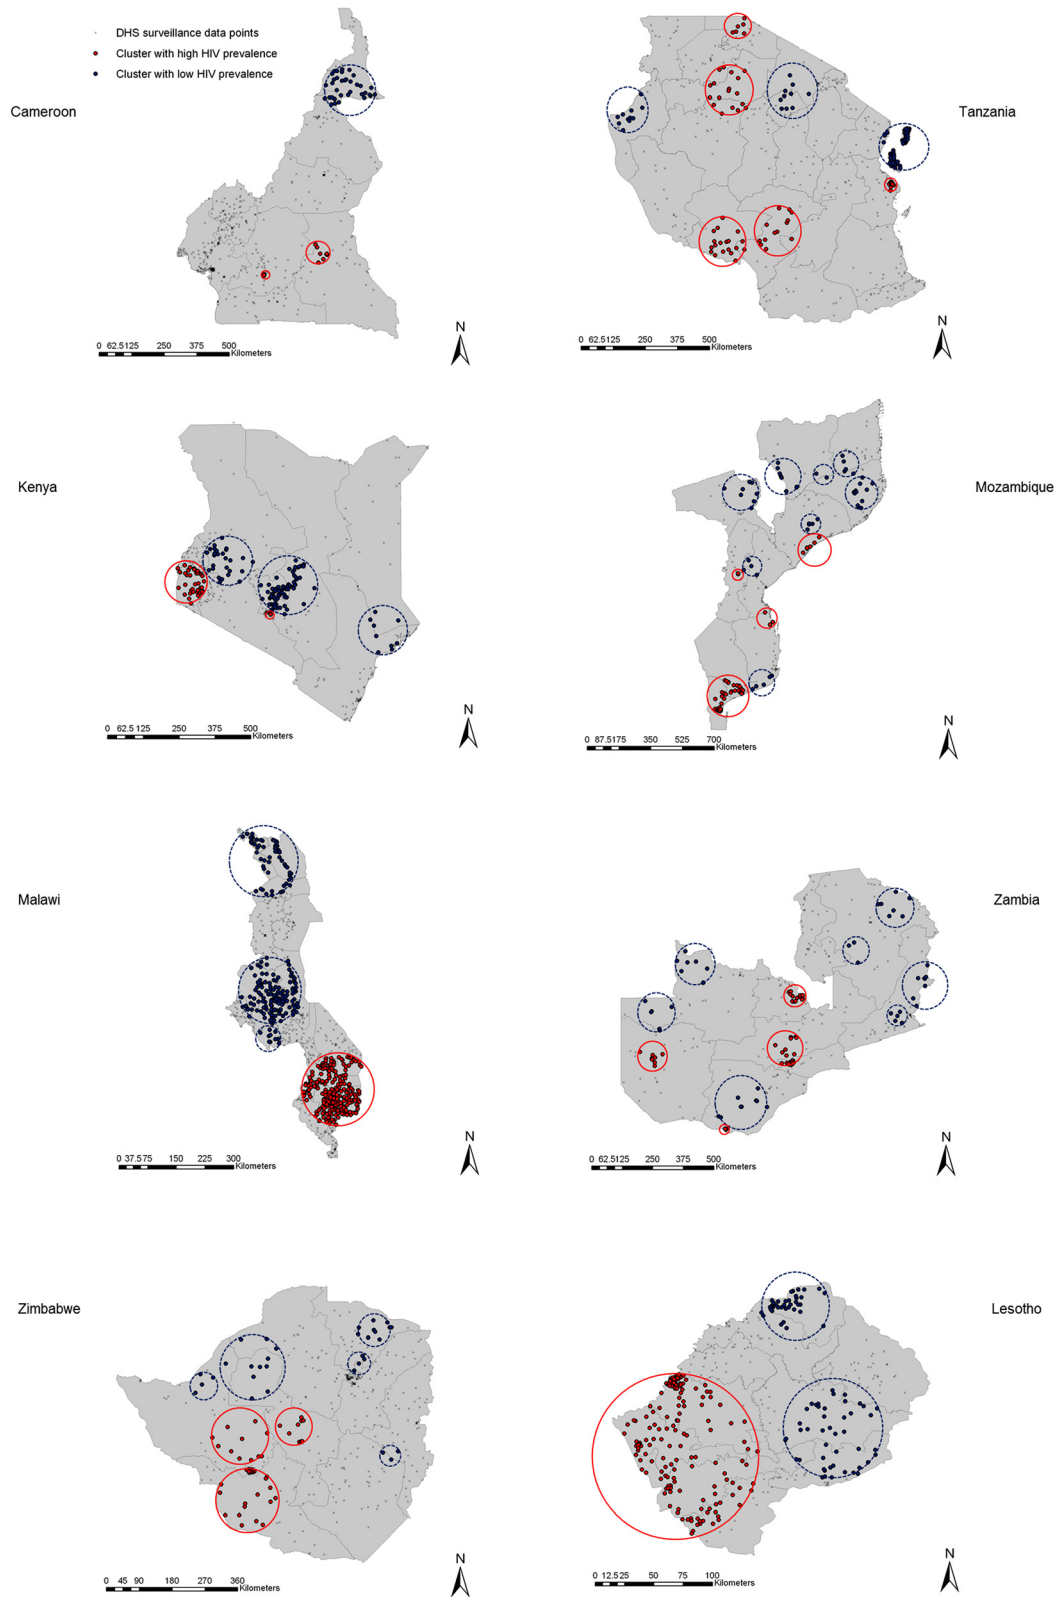 DHS surveillance data points
Cluster with high HIV prevalence
Cluster with low HIV prevalence
Cameroon
Tanzania
N
N
0 62.5125 250 375 500
Kilometers
0 62.5125 250 375 500
Kilometers
Kenya
Mozambique
N
N
0 62.5 125 250 375 500
Kilometers
0 87.5175 350 525 700
Kilometers
Malawi
Zambia
N
N
0 37.575 150 225 300
Kilometers
0 62.5125 250 375 500
Kilometers
Zimbabwe
Lesotho
N
N
0 45 90 180 270 360
Kilometers
0 12.525 50 75 100
Kilometers